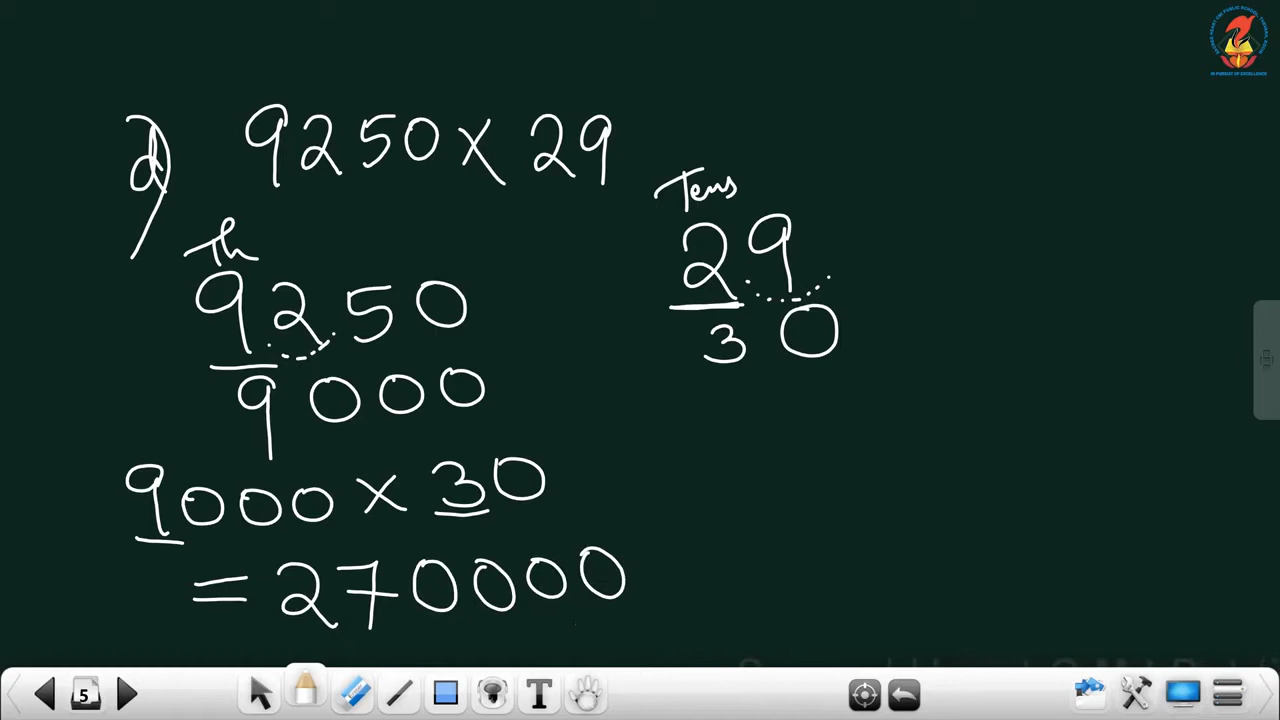 d) 9250 × 29
Th
9250
9000
Tens
29
30
9000 × 30
= 270000
5
T